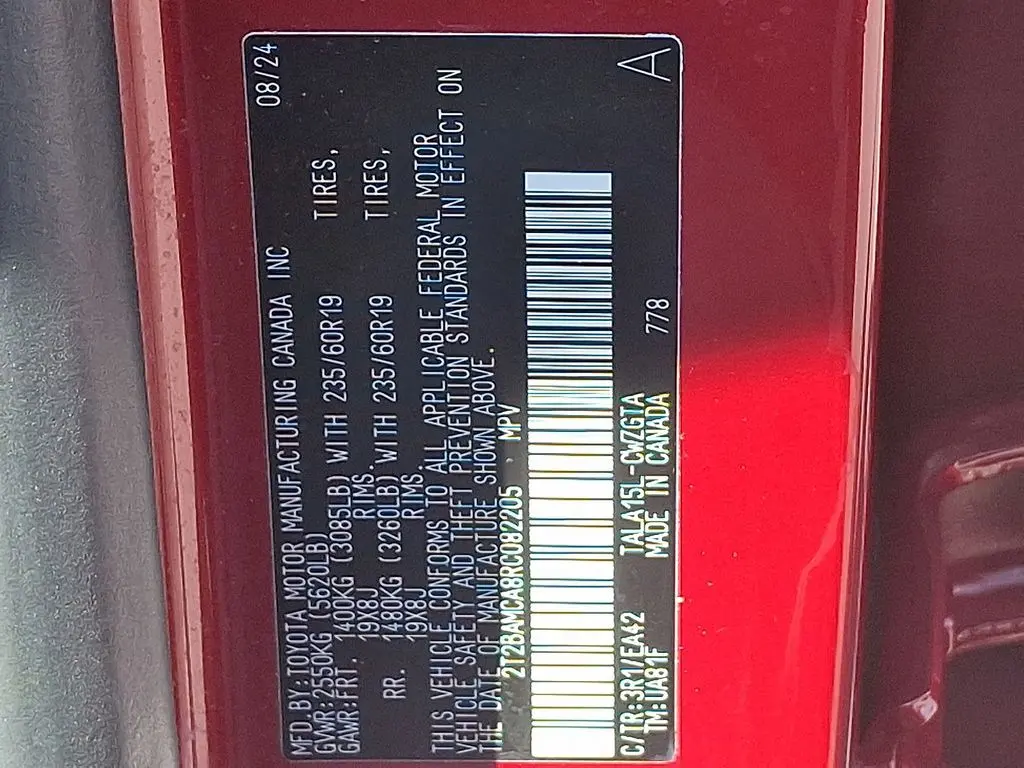 MFD.BY:TOYOTA MOTOR MANUFACTURING CANADA INC 08/24
GVWR:2550KG (5620LB)
GAWR:FRT. 1400KG (3085LB) WITH 235/60R19 TIRES,
19X8J RIMS.
RR. 1480KG (3260LB) WITH 235/60R19 TIRES,
19X8J RIMS.
THIS VEHICLE CONFORMS TO ALL APPLICABLE FEDERAL MOTOR
VEHICLE SAFETY AND THEFT PREVENTION STANDARDS IN EFFECT ON
THE DATE OF MANUFACTURE SHOWN ABOVE.
2T2BAMCA8RC082205 MPV
C/TR:3R1/EA42 TALA15L-CWZGTA 778 A
TM:UA81F MADE IN CANADA